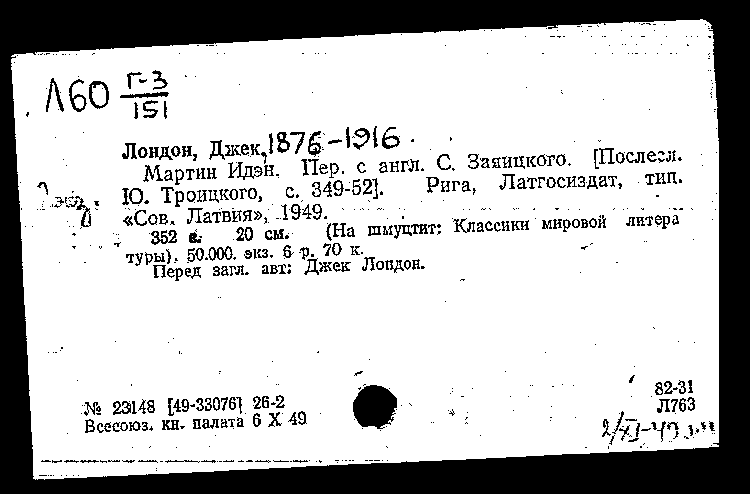 Л60 Г-3/151
Лондон, Джек, 1876-1916.
Мартин Идэн. Пер. с англ. С. Заяицкого. [Послесл.
Ю. Троицкого, с. 349-52]. Рига, Латгосиздат, тип.
«Сов. Латвия», 1949.
352 с. 20 см. (На шмуцтит: Классики мировой литера
туры). 50.000. экз. 6 р. 70 к.
Перед загл. авт: Джек Лондон.
82-31
№ 23148 [49-33076] 26-2
Л763
Всесоюз. кн. палата 6 X 49